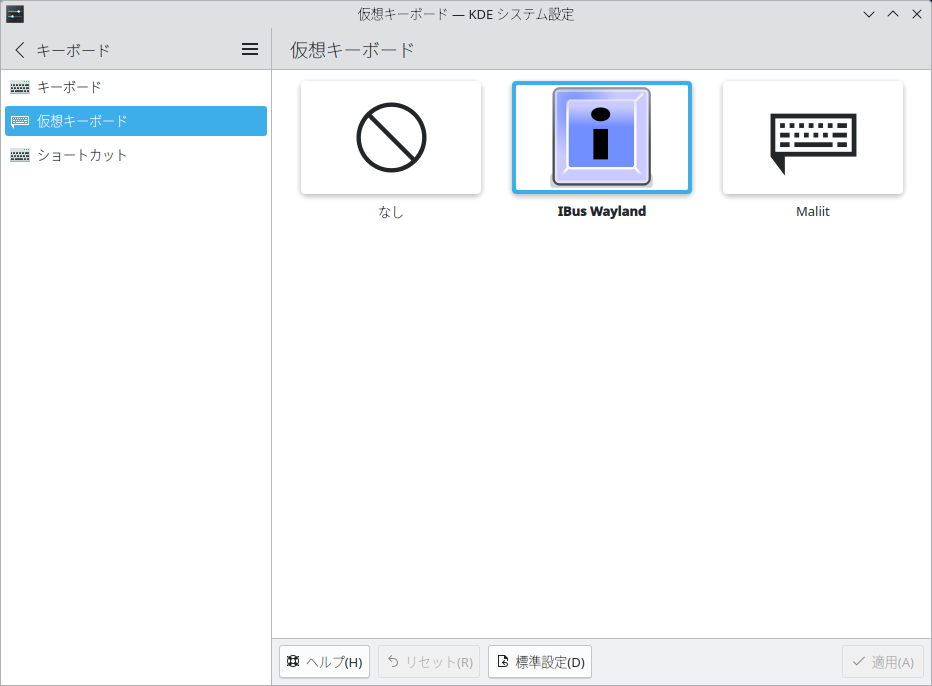 仮想キーボード — KDE システム設定
キーボード
仮想キーボード
キーボード
仮想キーボード
ショートカット
なし
IBus Wayland
Maliit
ヘルプ(H)
リセット(R)
標準設定(D)
適用(A)